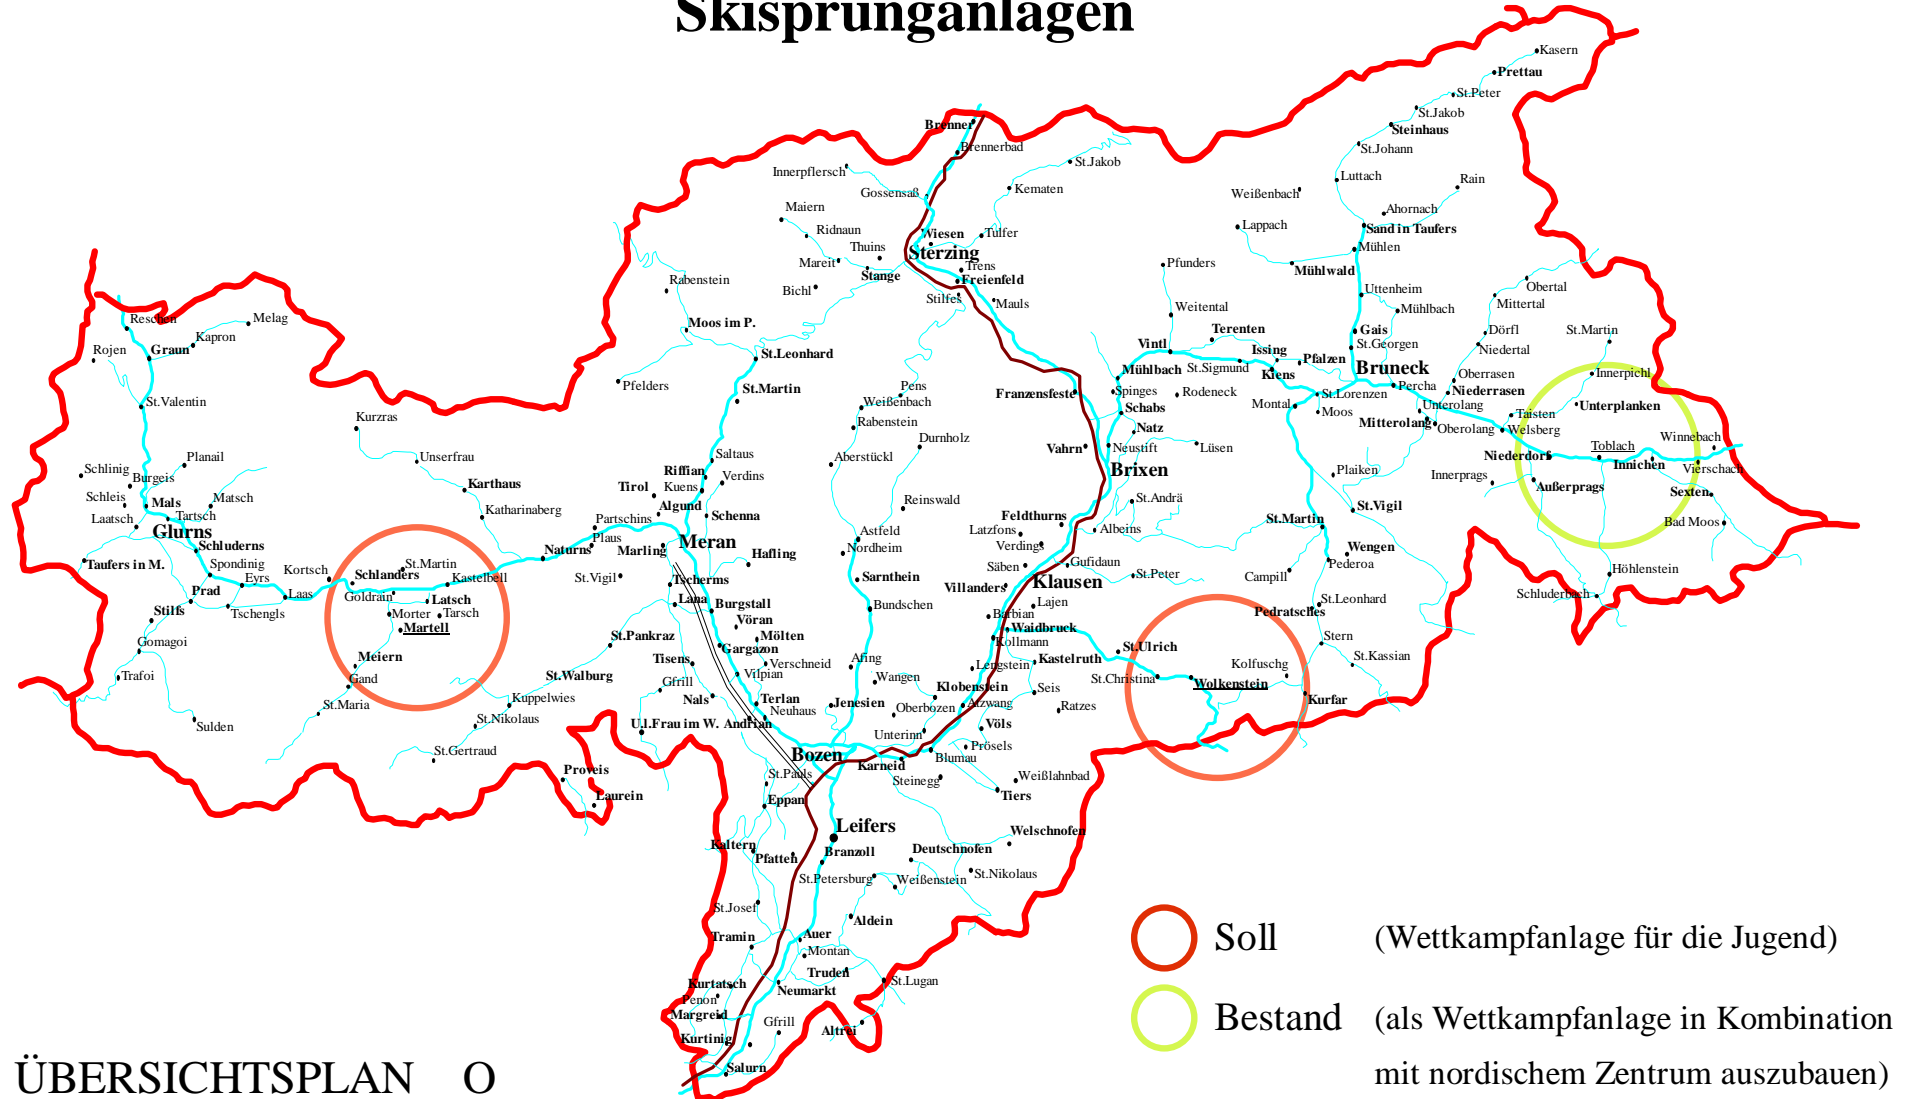 Skisprunganlagen
Kasern
Prettau
St.Peter
St.Jakob
Steinhaus
St.Johann
Brenner
Brennerbad
St.Jakob
Innerpflersch
Gossensaß
Kematen
Luttach
Rain
Weißenbach
Ahornach
Maiern
Ridnaun
Thuins
Wiesen
Tulfer
Lappach
Sand in Taufers
Mareit
Stange
Sterzing
Trens
Mühlen
Mühlwald
Pfunders
Rabenstein
Bichl
Freienfeld
Stilfes
Mauls
Uttenheim
Obertal
Mittertal
Reschen
Melag
Kapron
Moos im P.
Weitental
Mühlbach
Rojen
Graun
St.Leonhard
Terenten
Gais
Dörfl
St.Martin
Vintl
Issing
Pfalzen
St.Georgen
Niedertal
Pfelders
St.Martin
Pens
Mühlbach
St.Sigmund
Kiens
Bruneck
Oberrasen
Innerpichl
St.Valentin
Kurzras
Weißenbach
Franzensfeste
Spinges
Rodeneck
St.Lorenzen
Percha
Niederrasen
Unterplanken
Rabenstein
Schabs
Montal
Moos
Unterolang
Taisten
Durnholz
Natz
Mitterolang
Oberolang
Welsberg
Planail
Unserfrau
Saltaus
Aberstückl
Vahrn
Neustift
Lüsen
Toblach
Winnebach
Schlinig
Burgeis
Riffian
Verdins
Brixen
Plaiken
Niederdorf
Innichen
Vierschach
Schleis
Mals
Matsch
Karthaus
Tirol
Kuens
Innerprags
Außerprags
Sexten
Laatsch
Tartsch
Katharinaberg
Algund
Reinswald
St.Andrä
St.Vigil
Glurns
Partschins
Schenna
Feldthurns
St.Martin
Bad Moos
Schluderns
Plaus
Meran
Astfeld
Latzfons
Albeins
Taufers in M.
Naturns
Marling
Hafling
Nordheim
Verdings
Wengen
Spondinig
Kortsch
St.Martin
St.Vigil
Säben
Gufidaun
Pederoa
Höhlenstein
Eyrs
Schlanders
Kastelbell
Tscherms
Sarnthein
Klausen
St.Peter
Campill
Prad
Laas
Goldrain
Latsch
Lana
Villanders
Schluderbach
Stilfs
Tschengls
Morter
Tarsch
Burgstall
Bundschen
Barbian
Lajen
Pedratsches
St.Leonhard
Martell
Vöran
Waidbruck
Gomagoi
St.Pankraz
Mölten
Kollmann
Stern
Meiern
Gargazon
Tisens
Verschneid
Afing
Lengstein
Kastelruth
St.Ulrich
Kolfuschg
St.Kassian
Trafoi
Gand
St.Walburg
Gfrill
Vilpian
Wangen
St.Christina
Wolkenstein
St.Maria
Kuppelwies
Nals
Terlan
Jenesien
Klobenstein
Seis
Kurfar
Sulden
St.Nikolaus
Neuhaus
Oberbozen
Atzwang
Ratzes
U.l.Frau im W.
Andrian
Unterinn
Völs
St.Gertraud
Bozen
Karneid
Blumau
Prösels
Proveis
St.Pauls
Steinegg
Weißlahnbad
Laurein
Eppan
Tiers
Leifers
Welschnofen
Kaltern
Pfatten
Branzoll
Deutschnofen
St.Petersburg
Weißenstein
St.Nikolaus
St.Josef
Aldein
Soll
(Wettkampfanlage für die Jugend)
Tramin
Auer
Montan
Truden
St.Lugan
Kurtatsch
Neumarkt
Penon
Margreid
Gfrill
Altrei
Bestand
(als Wettkampfanlage in Kombination
Kurtinig
Salurn
mit nordischem Zentrum auszubauen)
ÜBERSICHTSPLAN O